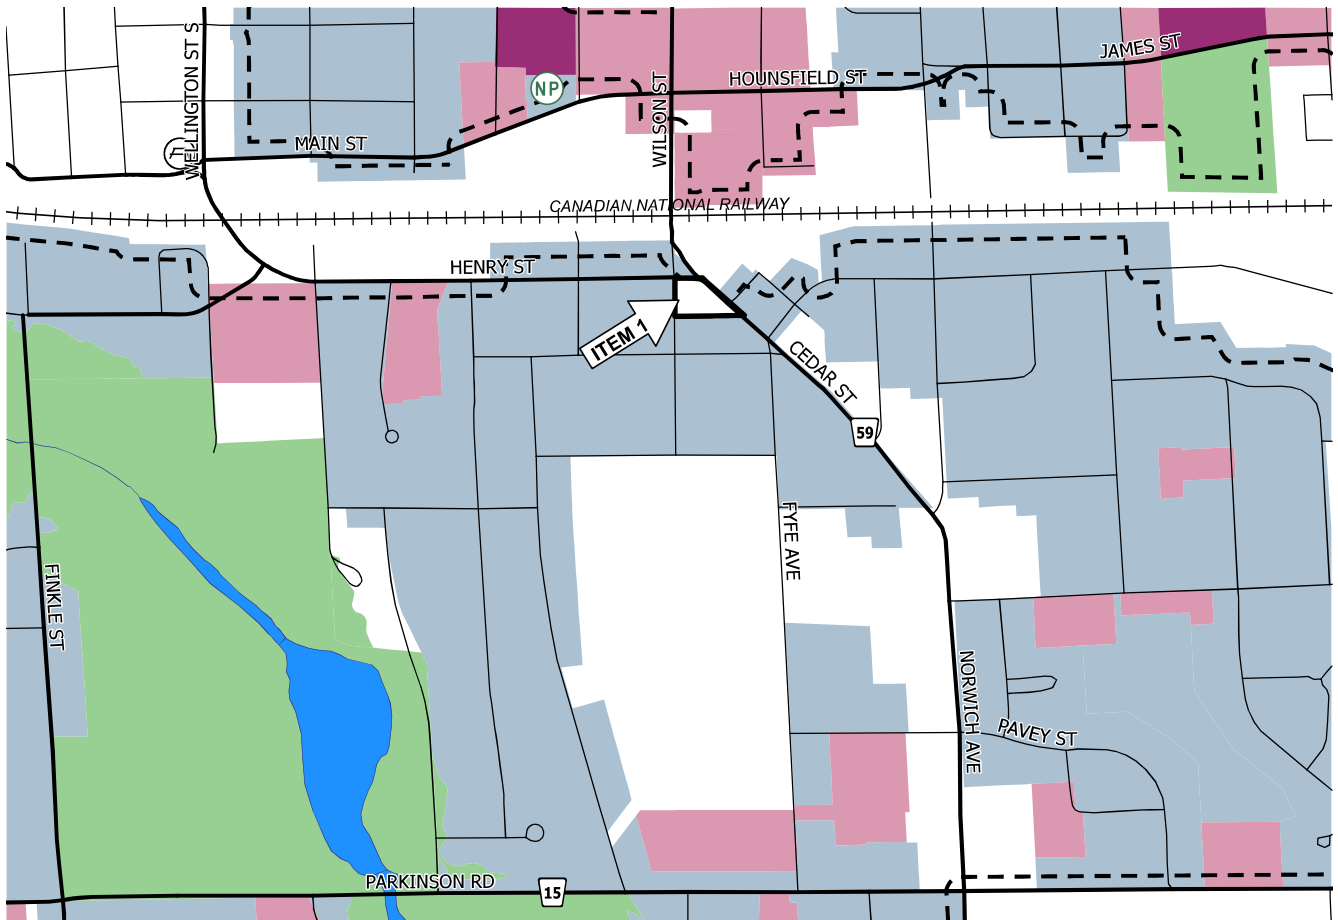 JAMES ST
HOUNSFIELD ST
NP
WELLINGTON ST S
WILSON ST
MAIN ST
CANADIAN NATIONAL RAILWAY
HENRY ST
ITEM 1
CEDAR ST
59
FYFE AVE
FINKLE ST
NORWICH AVE
PAVEY ST
PARKINSON RD
15